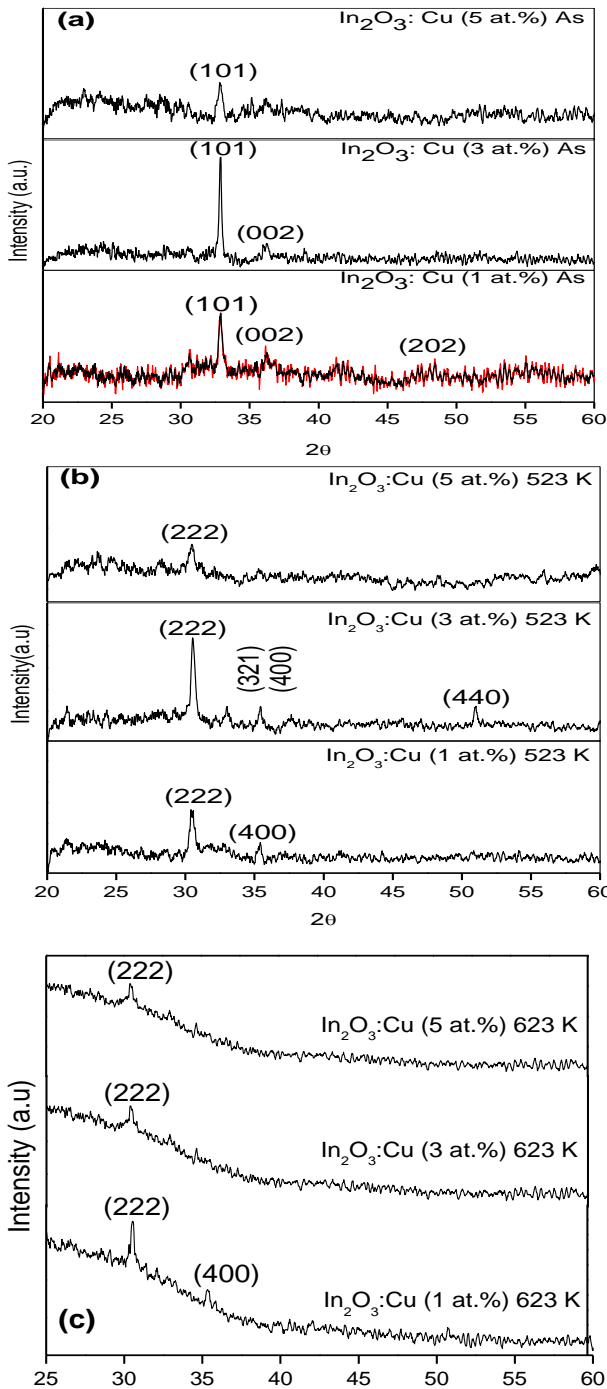 (a)
In₂O₃: Cu (5 at.%) As
(101)
In₂O₃: Cu (3 at.%) As
(101)
(002)
In₂O₃: Cu (1 at.%) As
(101)
(002)
(202)
Intensity (a.u.)
20 25 30 35 40 45 50 55 60
2θ
(b)
In₂O₃:Cu (5 at.%) 523 K
(222)
In₂O₃:Cu (3 at.%) 523 K
(222)
(321)
(400)
(440)
In₂O₃:Cu (1 at.%) 523 K
(222)
(400)
Intensity(a.u)
20 25 30 35 40 45 50 55 60
2θ
(222)
In₂O₃:Cu (5 at.%) 623 K
(222)
In₂O₃:Cu (3 at.%) 623 K
(222)
(400)
In₂O₃:Cu (1 at.%) 623 K
(c)
Intensity (a.u)
25 30 35 40 45 50 55 60